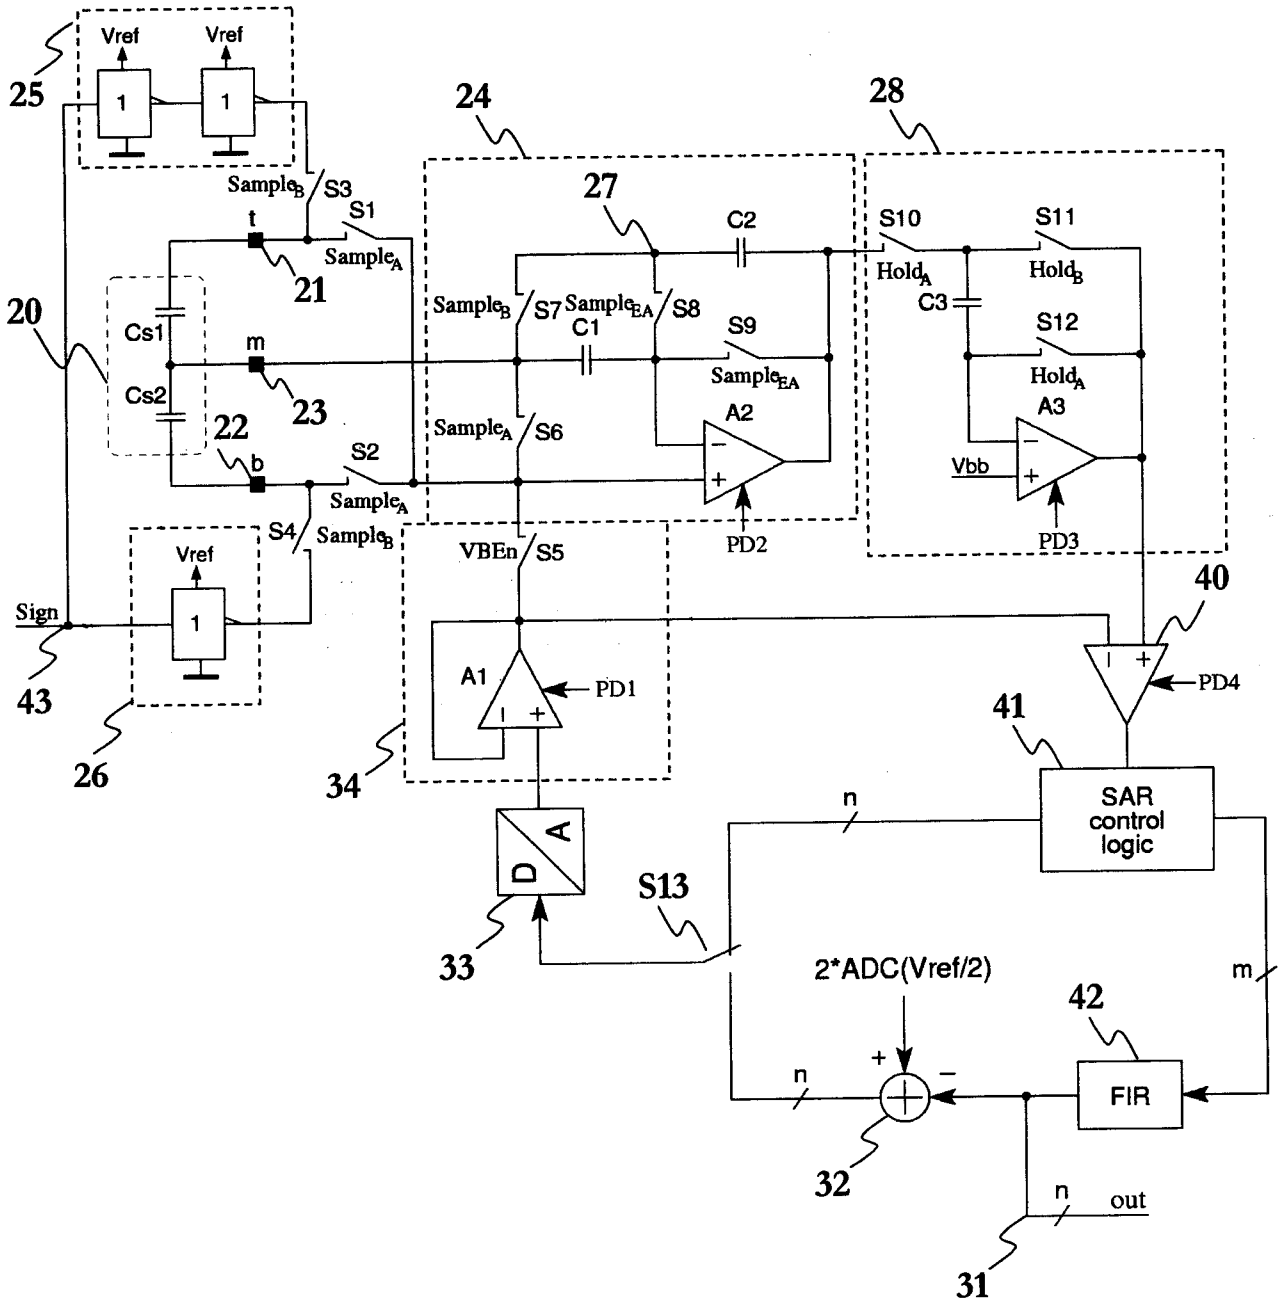 25
Vref
Vref
1
1
24
28
Sample_B
S3
t
S1
Sample_A
21
27
C2
S10
Hold_A
S11
Hold_B
20
Cs1
Cs2
m
23
Sample_B
S7
Sample_EA
S8
C1
S9
Sample_EA
C3
S12
Hold_A
22
b
S2
Sample_A
Sample_A
S6
A2
−
+
PD2
A3
−
Vbb
+
PD3
S4
Sample_B
VBEn
S5
Vref
1
Sign
43
26
A1
−
+
PD1
34
40
−
+
PD4
41
SAR
control
logic
n
A
D
33
S13
2*ADC(Vref/2)
m
42
+
−
n
FIR
32
n
out
31